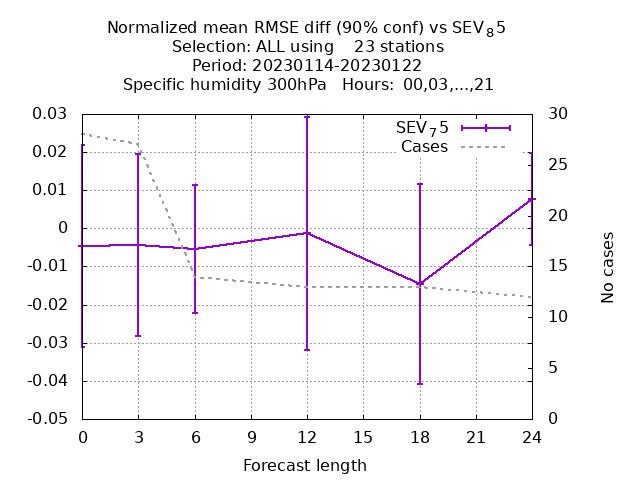 Normalized mean RMSE diff (90% conf) vs SEV₈5
Selection: ALL using    23 stations
Period: 20230114-20230122
Specific humidity 300hPa   Hours: 00,03,...,21
SEV₇5
Cases
0.03
0.02
0.01
0
-0.01
-0.02
-0.03
-0.04
-0.05
30
25
20
15
10
5
0
No cases
0 3 6 9 12 15 18 21 24
Forecast length